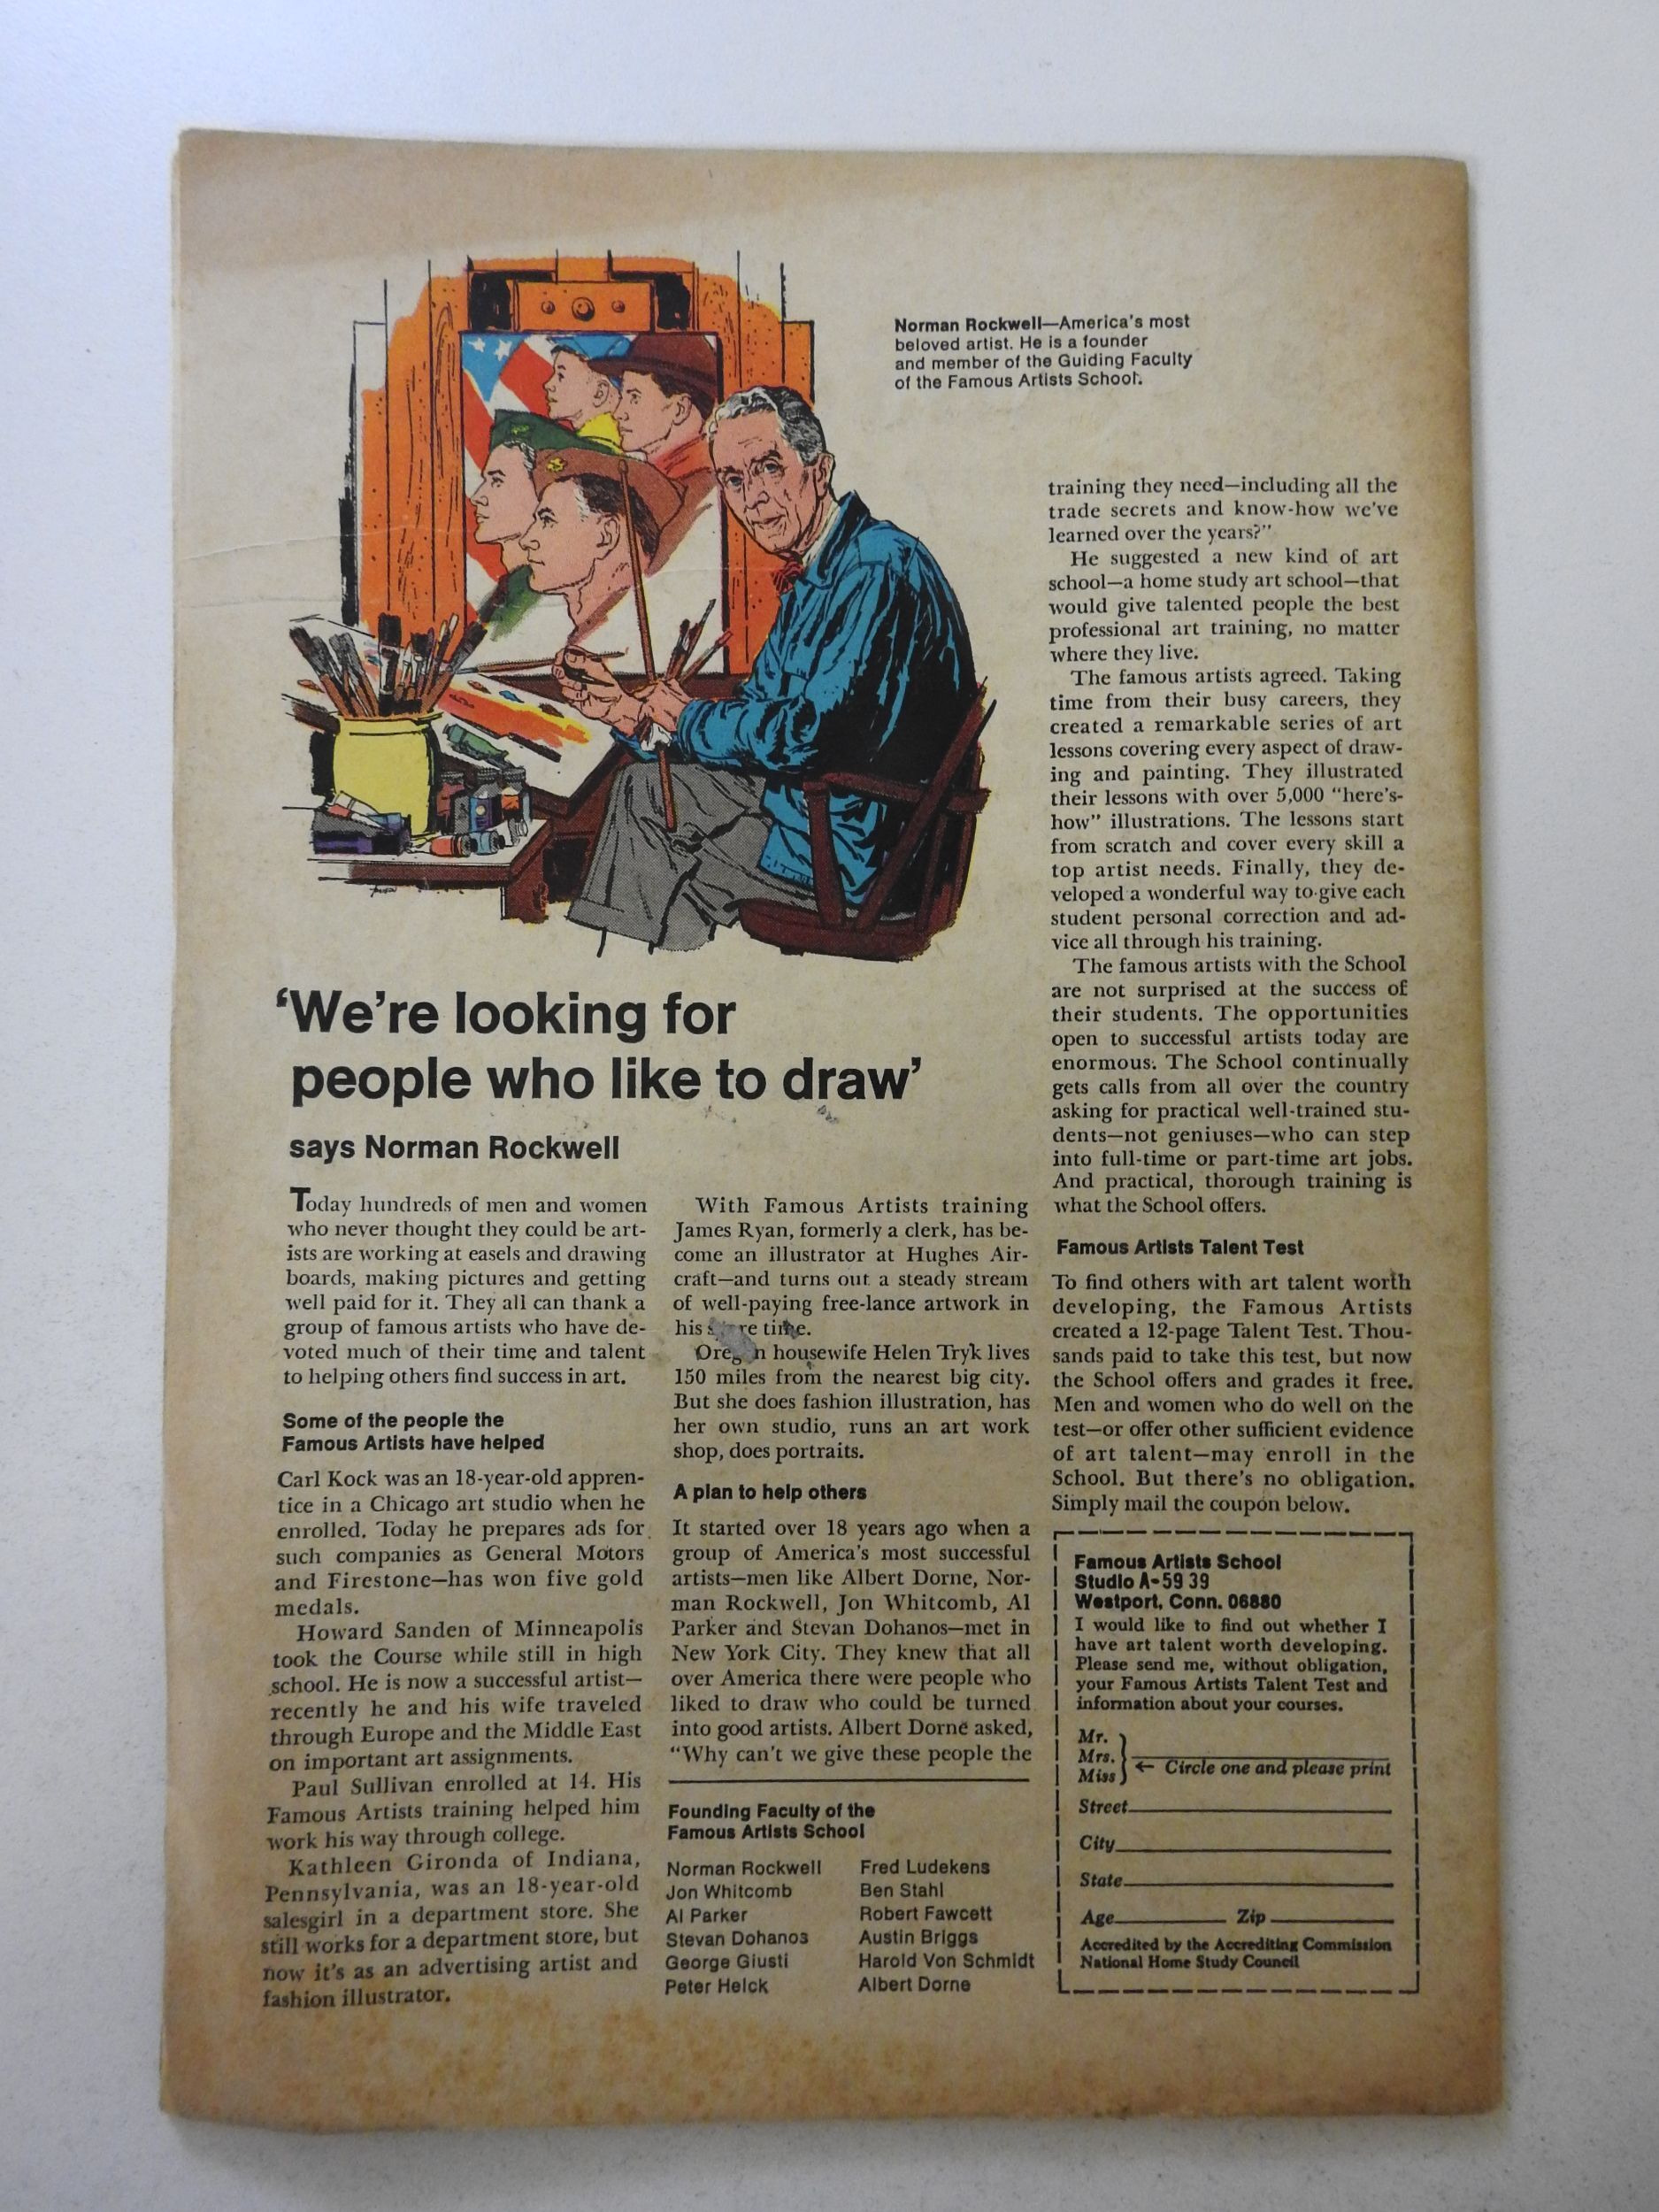 Norman Rockwell—America's most
beloved artist. He is a founder
and member of the Guiding Faculty
of the Famous Artists School.
'We're looking for
people who like to draw'
says Norman Rockwell
Today hundreds of men and women
who never thought they could be art-
ists are working at easels and drawing
boards, making pictures and getting
well paid for it. They all can thank a
group of famous artists who have de-
voted much of their time and talent
to helping others find success in art.
Some of the people the
Famous Artists have helped
Carl Kock was an 18-year-old appren-
tice in a Chicago art studio when he
enrolled. Today he prepares ads for
such companies as General Motors
and Firestone—has won five gold
medals.
Howard Sanden of Minneapolis
took the Course while still in high
school. He is now a successful artist—
recently he and his wife traveled
through Europe and the Middle East
on important art assignments.
Paul Sullivan enrolled at 14. His
Famous Artists training helped him
work his way through college.
Kathleen Gironda of Indiana,
Pennsylvania, was an 18-year-old
salesgirl in a department store. She
still works for a department store, but
now it's as an advertising artist and
fashion illustrator.
With Famous Artists training
James Ryan, formerly a clerk, has be-
come an illustrator at Hughes Air-
craft—and turns out a steady stream
of well-paying free-lance artwork in
his time.
Oregon housewife Helen Tryk lives
150 miles from the nearest big city.
But she does fashion illustration, has
her own studio, runs an art work
shop, does portraits.
A plan to help others
It started over 18 years ago when a
group of America's most successful
artists—men like Albert Dorne, Nor-
man Rockwell, Jon Whitcomb, Al
Parker and Stevan Dohanos—met in
New York City. They knew that all
over America there were people who
liked to draw who could be turned
into good artists. Albert Dorne asked,
"Why can't we give these people the
training they need—including all the
trade secrets and know-how we've
learned over the years?"
He suggested a new kind of art
school—a home study art school—that
would give talented people the best
professional art training, no matter
where they live.
The famous artists agreed. Taking
time from their busy careers, they
created a remarkable series of art
lessons covering every aspect of draw-
ing and painting. They illustrated
their lessons with over 5,000 "here's-
how" illustrations. The lessons start
from scratch and cover every skill a
top artist needs. Finally, they de-
veloped a wonderful way to give each
student personal correction and ad-
vice all through his training.
The famous artists with the School
are not surprised at the success of
their students. The opportunities
open to successful artists today are
enormous. The School continually
gets calls from all over the country
asking for practical well-trained stu-
dents—not geniuses—who can step
into full-time or part-time art jobs.
And practical, thorough training is
what the School offers.
Famous Artists Talent Test
To find others with art talent worth
developing, the Famous Artists
created a 12-page Talent Test. Thou-
sands paid to take this test, but now
the School offers and grades it free.
Men and women who do well on the
test—or offer other sufficient evidence
of art talent—may enroll in the
School. But there's no obligation.
Simply mail the coupon below.
Founding Faculty of the
Famous Artists School
Norman Rockwell
Jon Whitcomb
Al Parker
Stevan Dohanos
George Giusti
Peter Helck
Fred Ludekens
Ben Stahl
Robert Fawcett
Austin Briggs
Harold Von Schmidt
Albert Dorne
Famous Artists School
Studio A-59 39
Westport, Conn. 06880
I would like to find out whether I
have art talent worth developing.
Please send me, without obligation,
your Famous Artists Talent Test and
information about your courses.
Mr.
Mrs.
Miss
← Circle one and please print
Street
City
State
Age Zip
Accredited by the Accrediting Commission
National Home Study Council